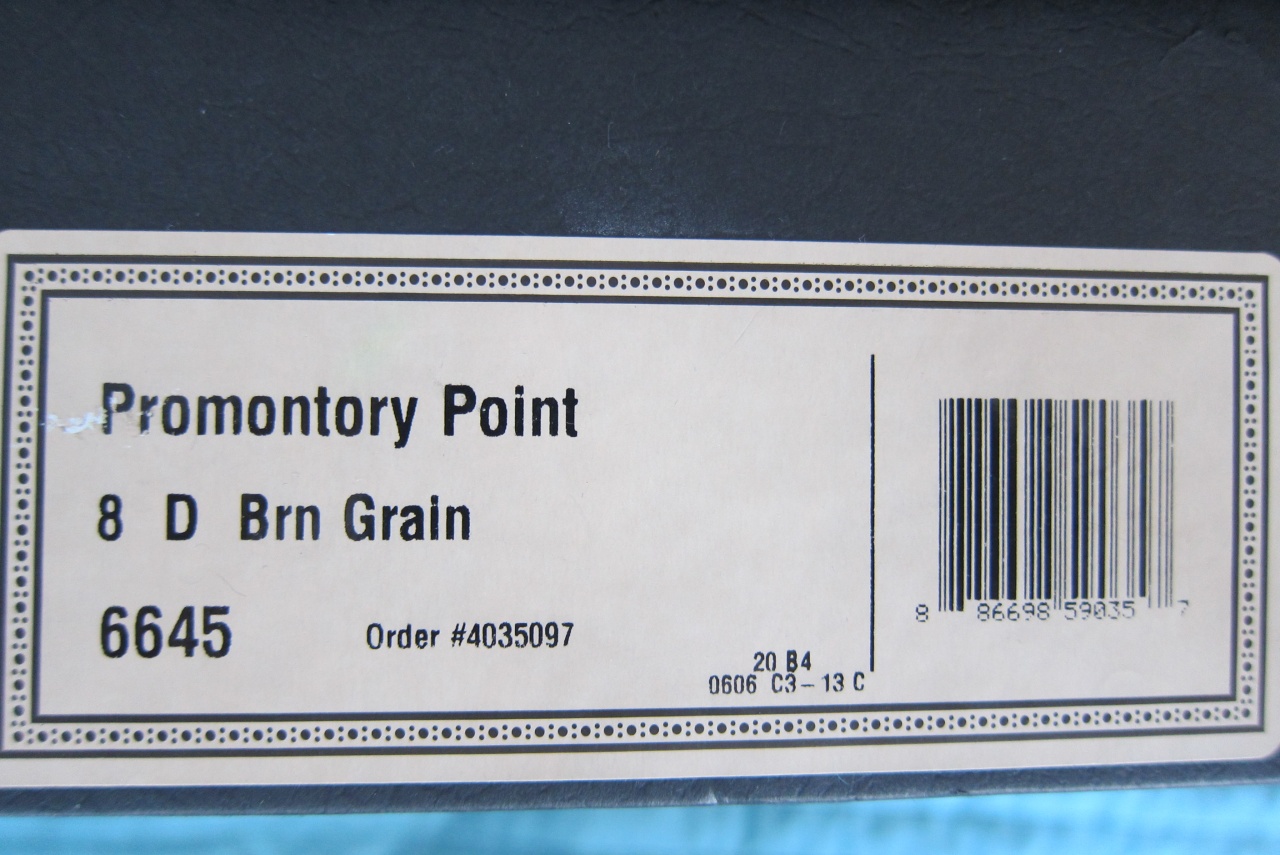 Promontory Point
8 D Brn Grain
6645 Order #4035097
20 B4
0606 C3-13 C
8 86698 59035 7